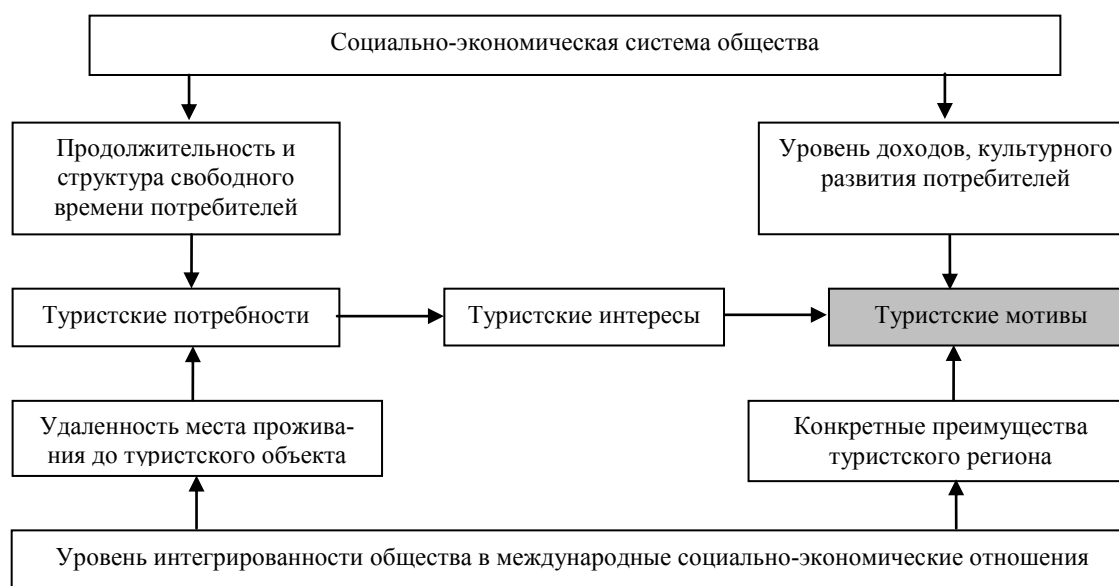 Социально-экономическая система общества
Продолжительность и
структура свободного
времени потребителей
Уровень доходов, культурного
развития потребителей
Туристские потребности
Туристские интересы
Туристские мотивы
Удаленность места прожива-
ния до туристского объекта
Конкретные преимущества
туристского региона
Уровень интегрированности общества в международные социально-экономические отношения